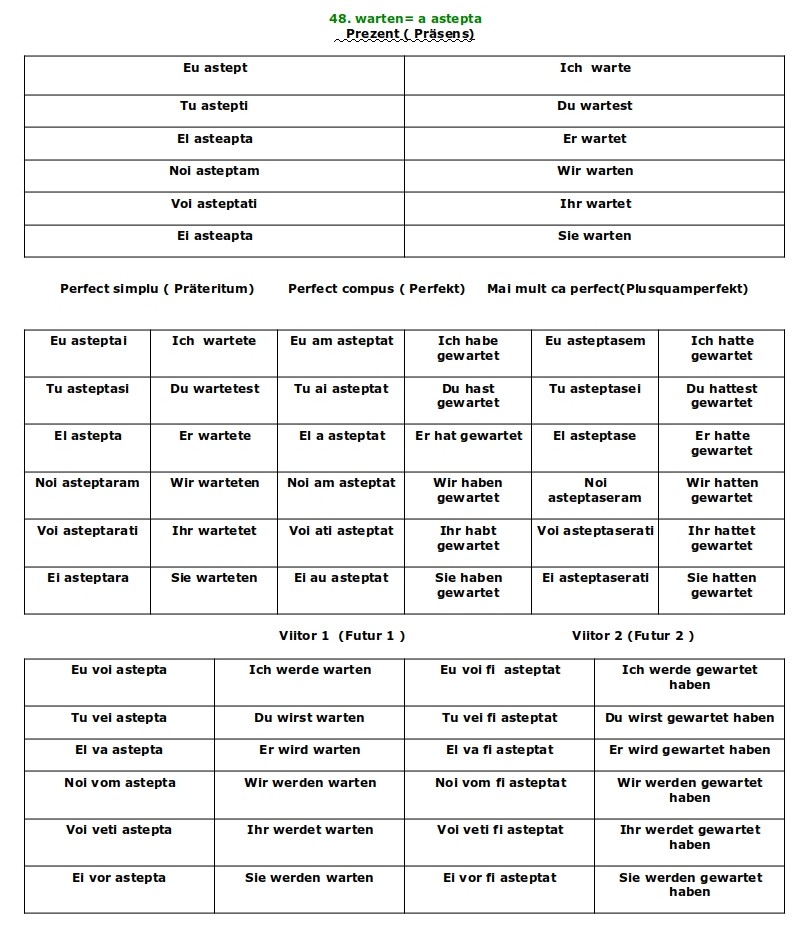 48. warten= a astepta
Prezent ( Präsens)
Eu astept Ich warte
Tu astepti Du wartest
El asteapta Er wartet
Noi asteptam Wir warten
Voi asteptati Ihr wartet
Ei asteapta Sie warten
Perfect simplu ( Präteritum) Perfect compus ( Perfekt) Mai mult ca perfect(Plusquamperfekt)
Eu asteptai Ich wartete Eu am asteptat Ich habe gewartet Eu asteptasem Ich hatte gewartet
Tu asteptasi Du wartetest Tu ai asteptat Du hast gewartet Tu asteptasei Du hattest gewartet
El astepta Er wartete El a asteptat Er hat gewartet El asteptase Er hatte gewartet
Noi asteptaram Wir warteten Noi am asteptat Wir haben gewartet Noi asteptaseram Wir hatten gewartet
Voi asteptarati Ihr wartetet Voi ati asteptat Ihr habt gewartet Voi asteptaserati Ihr hattet gewartet
Ei asteptara Sie warteten Ei au asteptat Sie haben gewartet Ei asteptaserati Sie hatten gewartet
Viitor 1 (Futur 1 ) Viitor 2 (Futur 2 )
Eu voi astepta Ich werde warten Eu voi fi asteptat Ich werde gewartet haben
Tu vei astepta Du wirst warten Tu vei fi asteptat Du wirst gewartet haben
El va astepta Er wird warten El va fi asteptat Er wird gewartet haben
Noi vom astepta Wir werden warten Noi vom fi asteptat Wir werden gewartet haben
Voi veti astepta Ihr werdet warten Voi veti fi asteptat Ihr werdet gewartet haben
Ei vor astepta Sie werden warten Ei vor fi asteptat Sie werden gewartet haben